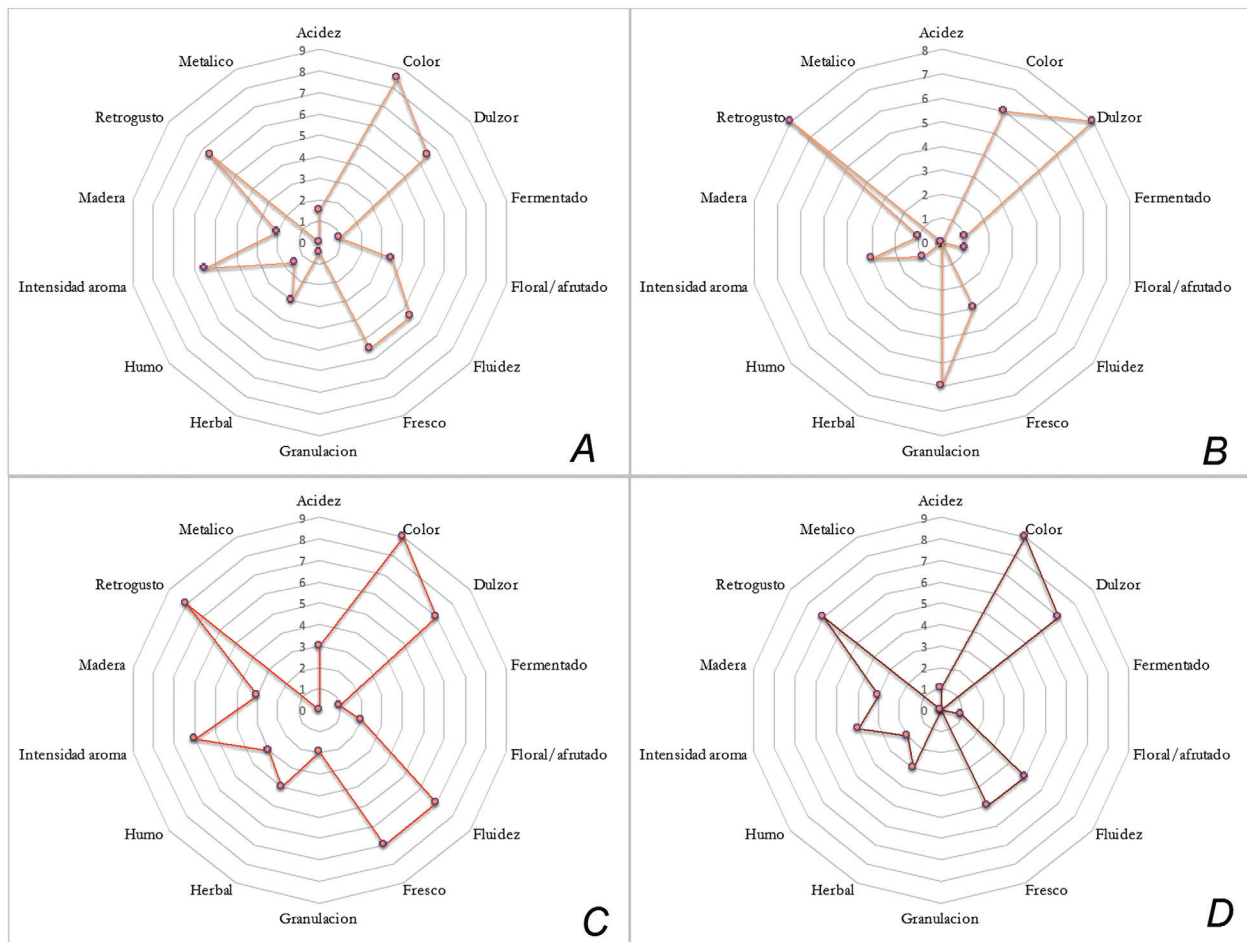 Acidez
Color
Dulzor
Fermentado
Floral/afrutado
Fluidez
Fresco
Granulacion
Herbal
Humo
Intensidad aroma
Madera
Retrogusto
Metalico
9
8
7
6
5
4
3
2
1
0
A
Acidez
Color
Dulzor
Fermentado
Floral/afrutado
Fluidez
Fresco
Granulacion
Herbal
Humo
Intensidad aroma
Madera
Retrogusto
Metalico
8
7
6
5
4
3
2
1
0
B
Acidez
Color
Dulzor
Fermentado
Floral/afrutado
Fluidez
Fresco
Granulacion
Herbal
Humo
Intensidad aroma
Madera
Retrogusto
Metalico
9
8
7
6
5
4
3
2
1
0
C
Acidez
Color
Dulzor
Fermentado
Floral/afrutado
Fluidez
Fresco
Granulacion
Herbal
Humo
Intensidad aroma
Madera
Retrogusto
Metalico
9
8
7
6
5
4
3
2
1
0
D